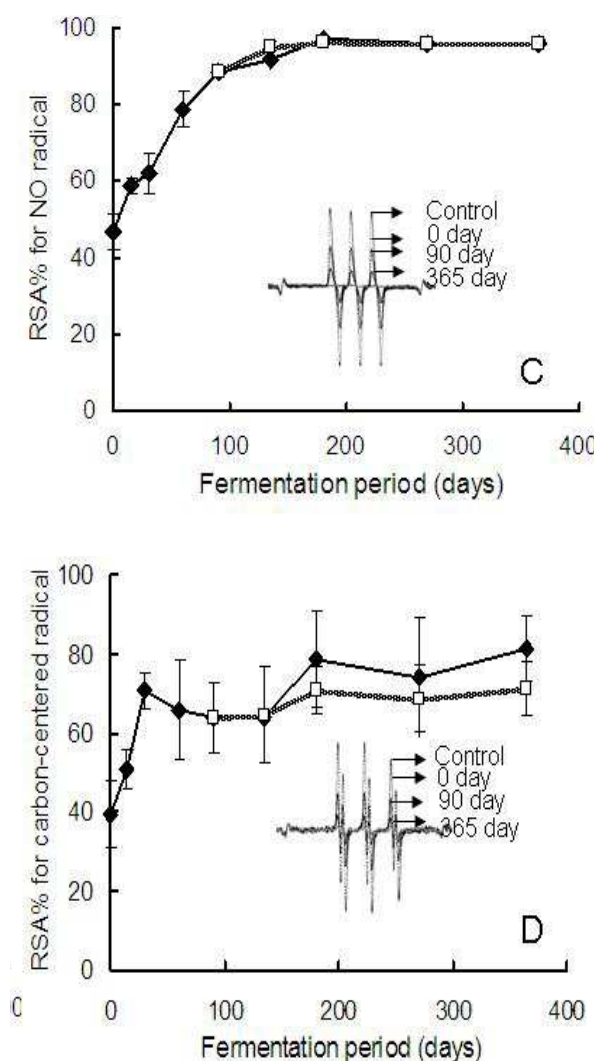 100
80
60
40
20
0
RSA% for NO radical
Control
0 day
90 day
365 day
C
0 100 200 300 400
Fermentation period (days)
100
80
60
40
20
0
RSA% for carbon-centered radical
Control
0 day
90 day
365 day
D
0
0 100 200 300 400
Fermentation period (days)